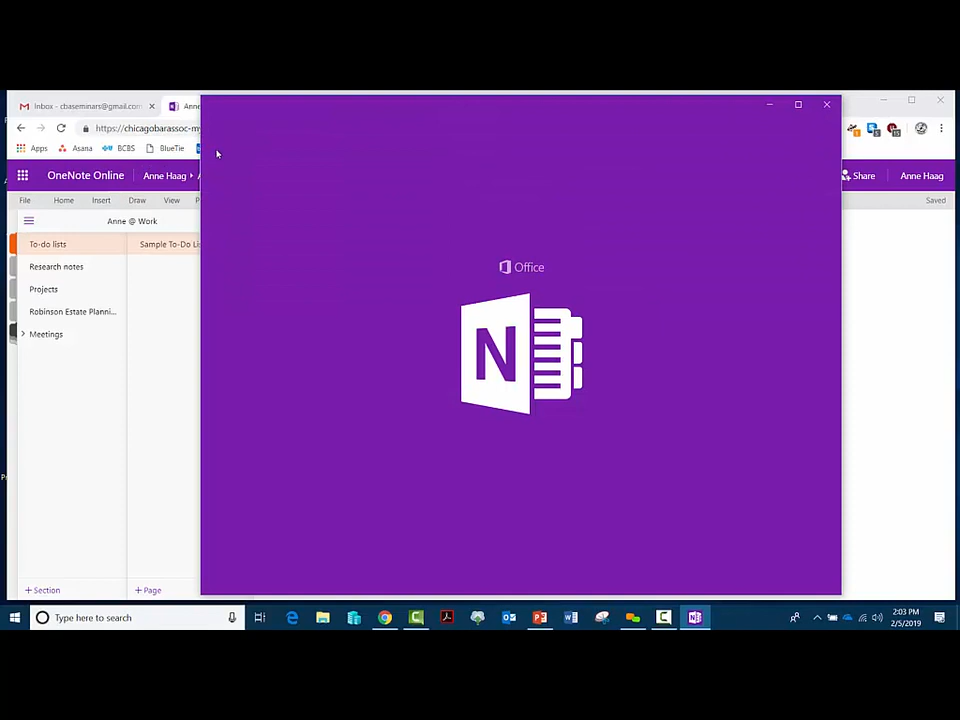 Inbox - cbaseminars@gmail.com
Anne
https://chicagobarassoc-my
Apps
Asana
BCBS
BlueTie
OneNote Online
Anne Haag
Share
Anne Haag
File
Home
Insert
Draw
View
Saved
Anne @ Work
To-do lists
Sample To-Do Lis
Research notes
Projects
Robinson Estate Planni...
Meetings
Office
N
+ Section
+ Page
Type here to search
2:03 PM
2/5/2019